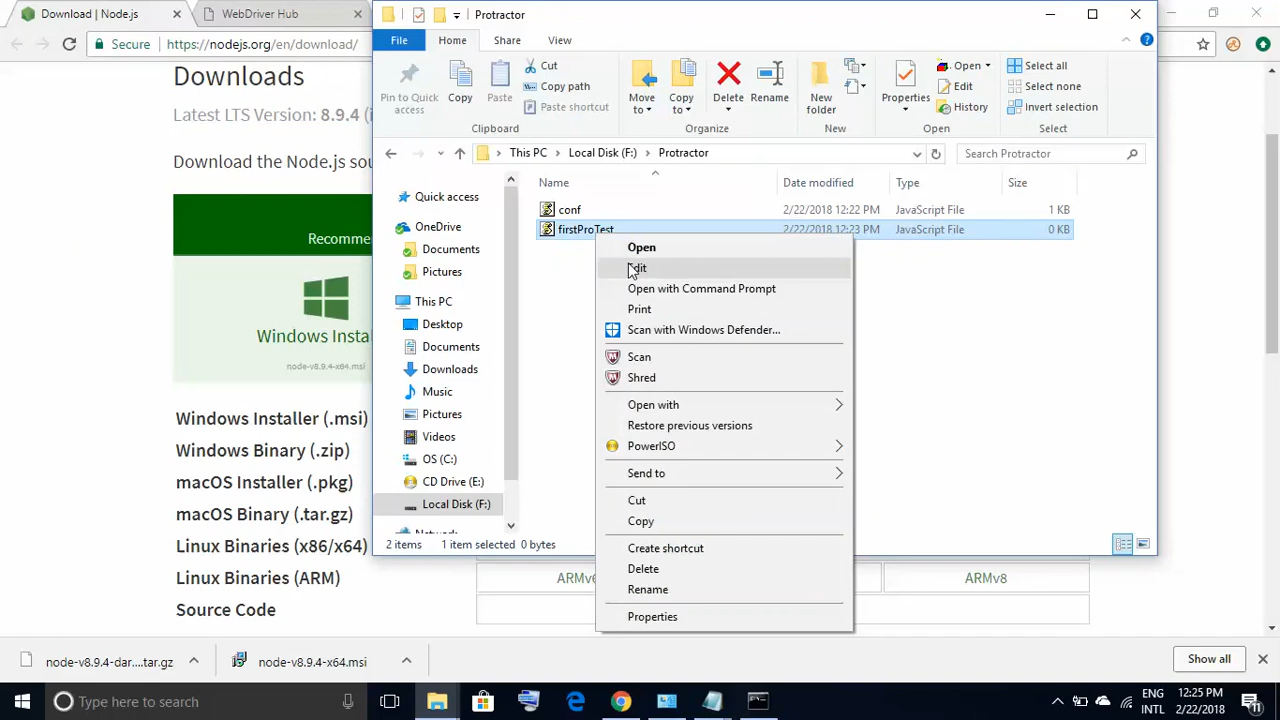 Download | Node.js
WebDriver Hub
Protractor
Secure
https://nodejs.org/en/download/
File
Home
Share
View
Pin to Quick access
Copy
Paste
Cut
Copy path
Paste shortcut
Clipboard
Move to
Copy to
Delete
Rename
Organize
New folder
New
Properties
Open
Edit
History
Open
Select all
Select none
Invert selection
Select
This PC
Local Disk (F:)
Protractor
Search Protractor
Name
Date modified
Type
Size
conf
2/22/2018 12:22 PM
JavaScript File
1 KB
firstProTest
2/22/2018 12:23 PM
JavaScript File
0 KB
Quick access
OneDrive
Documents
Pictures
This PC
Desktop
Documents
Downloads
Music
Pictures
Videos
OS (C:)
CD Drive (E:)
Local Disk (F:)
2 items
1 item selected 0 bytes
Open
Edit
Open with Command Prompt
Print
Scan with Windows Defender...
Scan
Shred
Open with
Restore previous versions
PowerISO
Send to
Cut
Copy
Create shortcut
Delete
Rename
Properties
Downloads
Latest LTS Version: 8.9.4 (
Download the Node.js sou
Recomme
Windows Insta
node-v8.9.4-x64.msi
Windows Installer (.msi)
Windows Binary (.zip)
macOS Installer (.pkg)
macOS Binary (.tar.gz)
Linux Binaries (x86/x64)
Linux Binaries (ARM)
Source Code
ARMv
ARMv8
node-v8.9.4-dar....tar.gz
node-v8.9.4-x64.msi
Show all
Type here to search
ENG
INTL
12:25 PM
2/22/2018
11